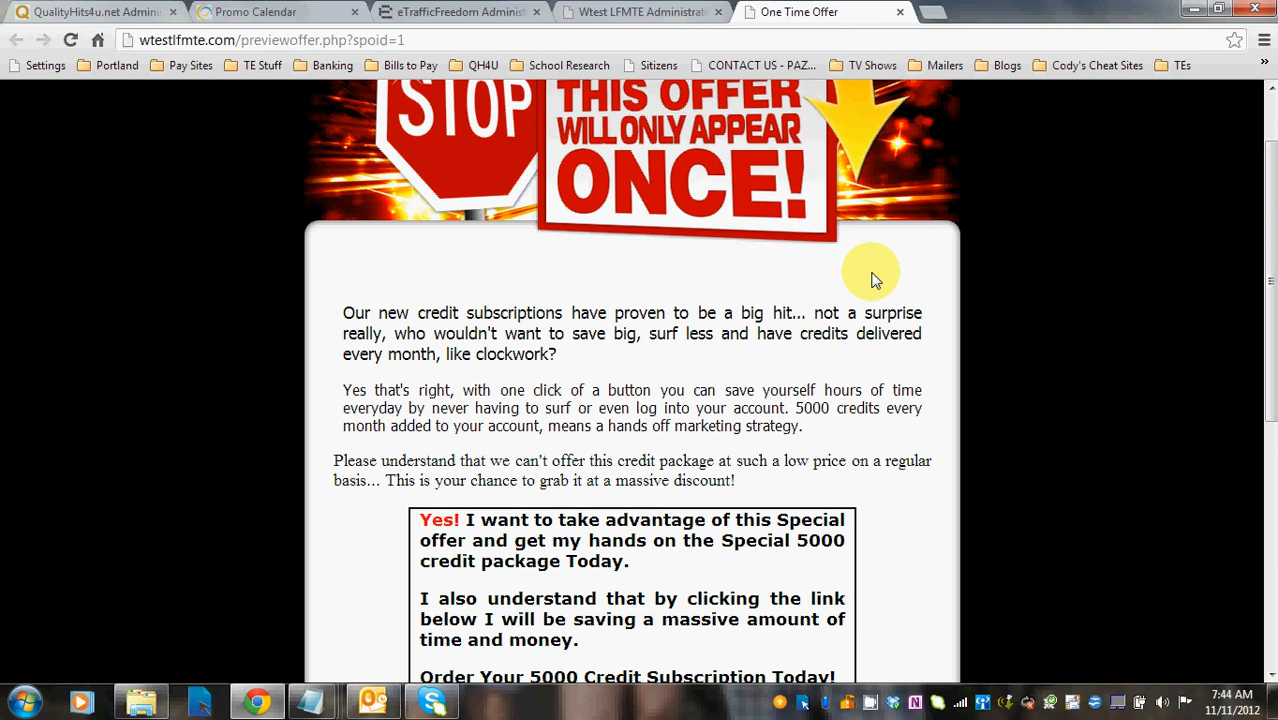 QualityHits4u.net Admini
Promo Calendar
eTrafficFreedom Adminis
Wtest LFMTE Administrat
One Time Offer
wtestlfmte.com/previewoffer.php?spoid=1
Settings
Portland
Pay Sites
TE Stuff
Banking
Bills to Pay
QH4U
School Research
Sitizens
CONTACT US - PAZ...
TV Shows
Mailers
Blogs
Cody's Cheat Sites
TEs
STOP
THIS OFFER
WILL ONLY APPEAR
ONCE!
Our new credit subscriptions have proven to be a big hit... not a surprise
really, who wouldn't want to save big, surf less and have credits delivered
every month, like clockwork?
Yes that's right, with one click of a button you can save yourself hours of time
everyday by never having to surf or even log into your account. 5000 credits every
month added to your account, means a hands off marketing strategy.
Please understand that we can't offer this credit package at such a low price on a regular
basis... This is your chance to grab it at a massive discount!
Yes! I want to take advantage of this Special
offer and get my hands on the Special 5000
credit package Today.
I also understand that by clicking the link
below I will be saving a massive amount of
time and money.
Order Your 5000 Credit Subscription Today!
7:44 AM
11/11/2012